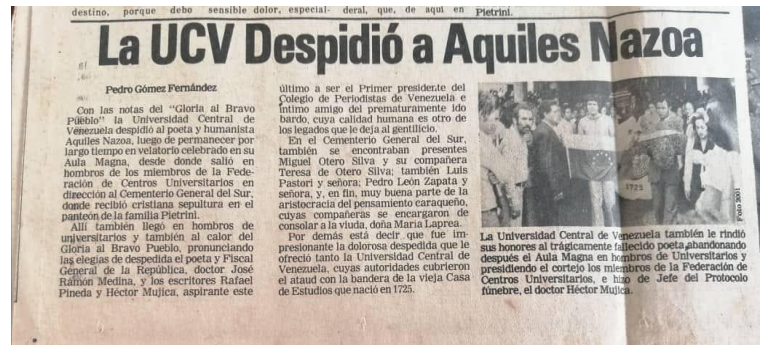 destino, porque debo sensible dolor, especial-
deral, que, de aquí en
Pietrini.
La UCV Despidió a Aquiles Nazoa
Pedro Gómez Fernández
Con las notas del "Gloria al Bravo
Pueblo" la Universidad Central de
Venezuela despidió al poeta y humanista
Aquiles Nazoa, luego de permanecer por
largo tiempo en velatorio celebrado en su
Aula Magna, desde donde salió en
hombros de los miembros de la Fede-
ración de Centros Universitarios en
dirección al Cementerio General del Sur,
donde recibió cristiana sepultura en el
panteón de la familia Pietrini.
Allí también llegó en hombros de
universitarios y también al calor del
Gloria al Bravo Pueblo, pronunciando
las elegías de despedida el poeta y Fiscal
General de la República, doctor José
Ramón Medina, y los escritores Rafael
Pineda y Héctor Mujica, aspirante este
último a ser el Primer presidente del
Colegio de Periodistas de Venezuela e
íntimo amigo del prematuramente ido
bardo, cuya calidad humana es otro de
los legados que le deja al gentilicio.
En el Cementerio General del Sur,
también se encontraban presentes
Miguel Otero Silva y su compañera
Teresa de Otero Silva; también Luis
Pastori y señora; Pedro León Zapata y
señora, y, en fin, muy buena parte de la
aristocracia del pensamiento caraqueño,
cuyas compañeras se encargaron de
consolar a la viuda, doña María Laprea.
Por demás está decir que fue im-
presionante la dolorosa despedida que le
ofreció tanto la Universidad Central de
Venezuela, cuyas autoridades cubrieron
el ataud con la bandera de la vieja Casa
de Estudios que nació en 1725.
1725
Foto 2001
La Universidad Central de Venezuela también le rindió
sus honores al trágicamente fallecido poeta, abandonando
después el Aula Magna en hombros de Universitarios y
presidiendo el cortejo los miembros de la Federación de
Centros Universitarios, e hizo de Jefe del Protocolo
fúnebre, el doctor Héctor Mujica.